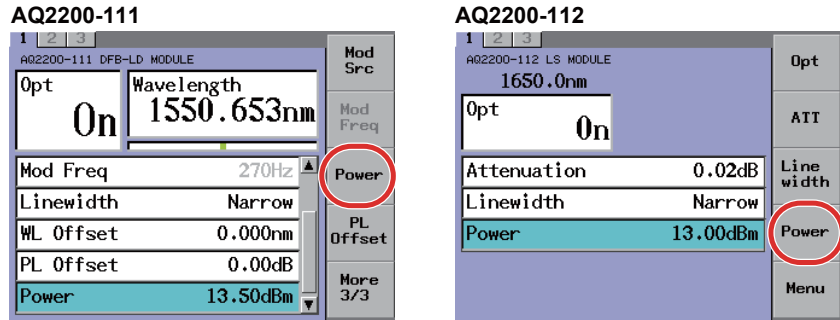 AQ2200-111
1 2 3
AQ2200-111 DFB-LD MODULE
Opt
On
Wavelength
1550.653nm
Mod Freq 270Hz
Linewidth Narrow
WL Offset 0.000nm
PL Offset 0.00dB
Power 13.50dBm
Mod
Src
Mod
Freq
Power
PL
Offset
More
3/3
AQ2200-112
1 2 3
AQ2200-112 LS MODULE
1650.0nm
Opt
On
Attenuation 0.02dB
Linewidth Narrow
Power 13.00dBm
Opt
ATT
Line
width
Power
Menu